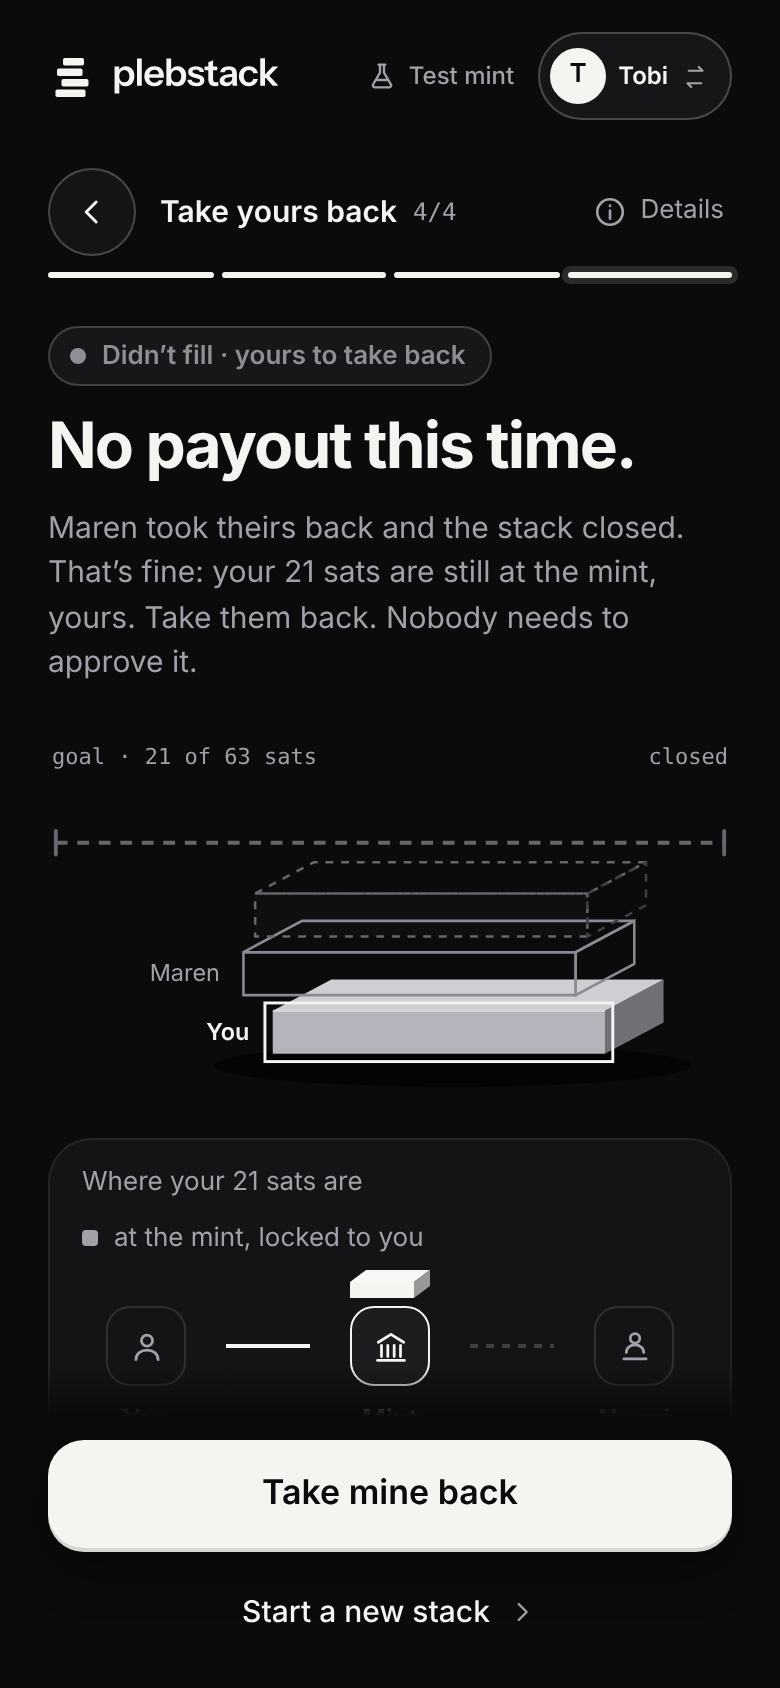 plebstack
Test mint
T
Tobi
Take yours back 4/4
Details
Didn’t fill · yours to take back
No payout this time.
Maren took theirs back and the stack closed.
That’s fine: your 21 sats are still at the mint,
yours. Take them back. Nobody needs to
approve it.
goal · 21 of 63 sats
closed
Maren
You
Where your 21 sats are
at the mint, locked to you
Take mine back
Start a new stack